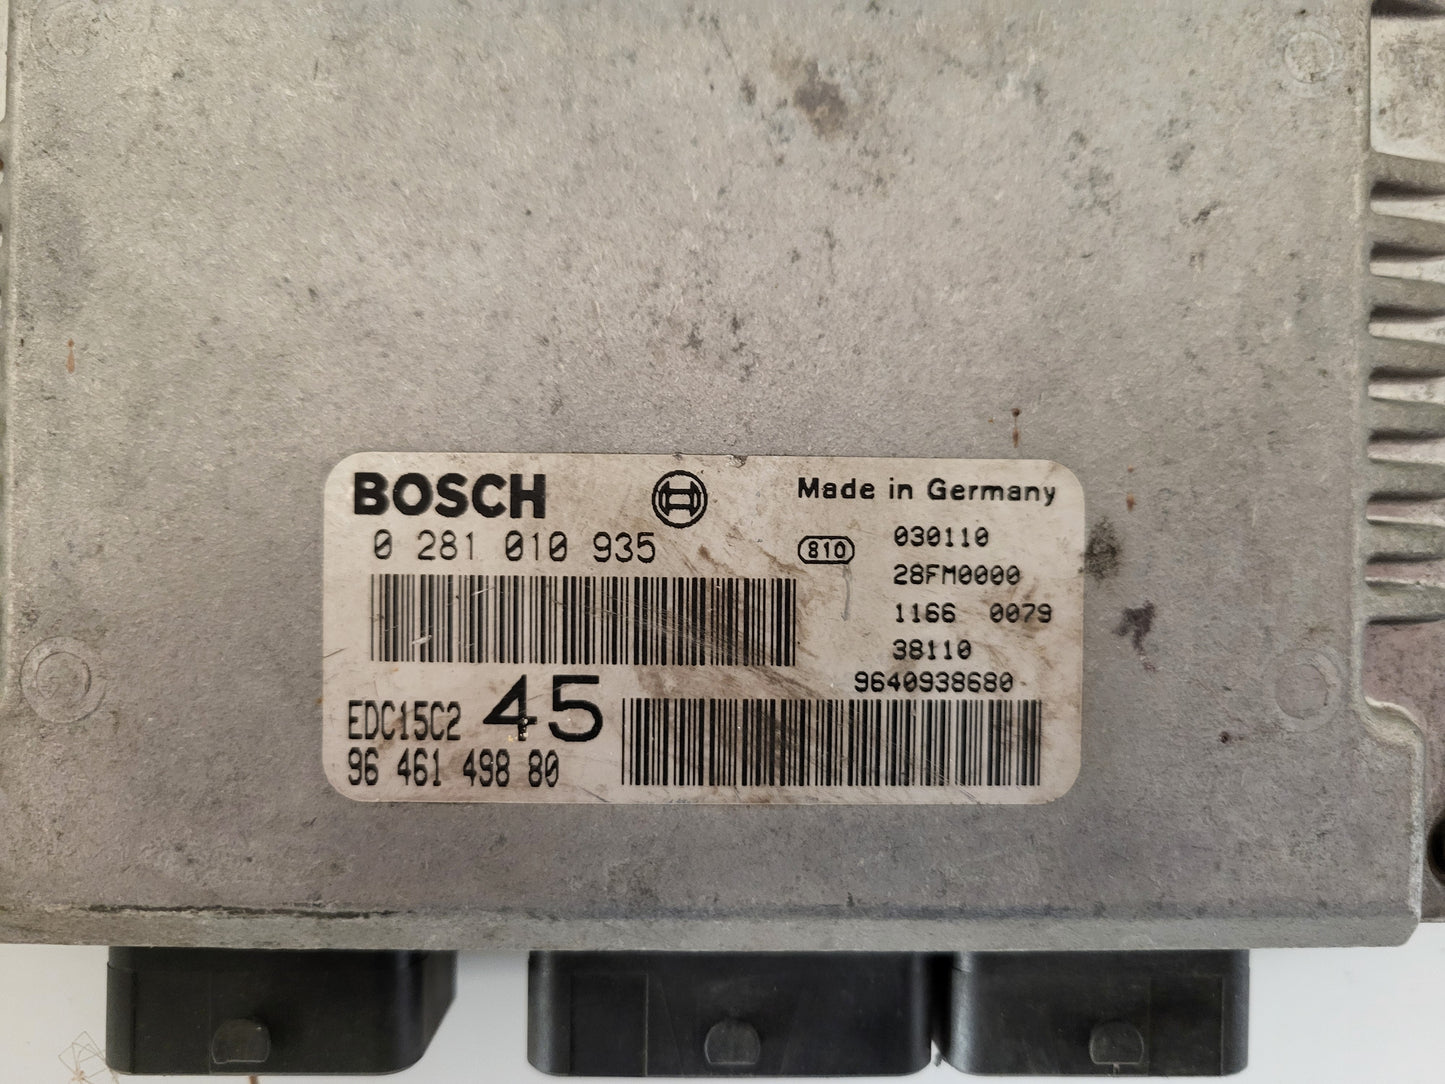 BOSCH
Made in Germany
0 281 010 935
810
030110
28FM0000
1166 0079
38110
9640938680
EDC15C2 45
96 461 498 80